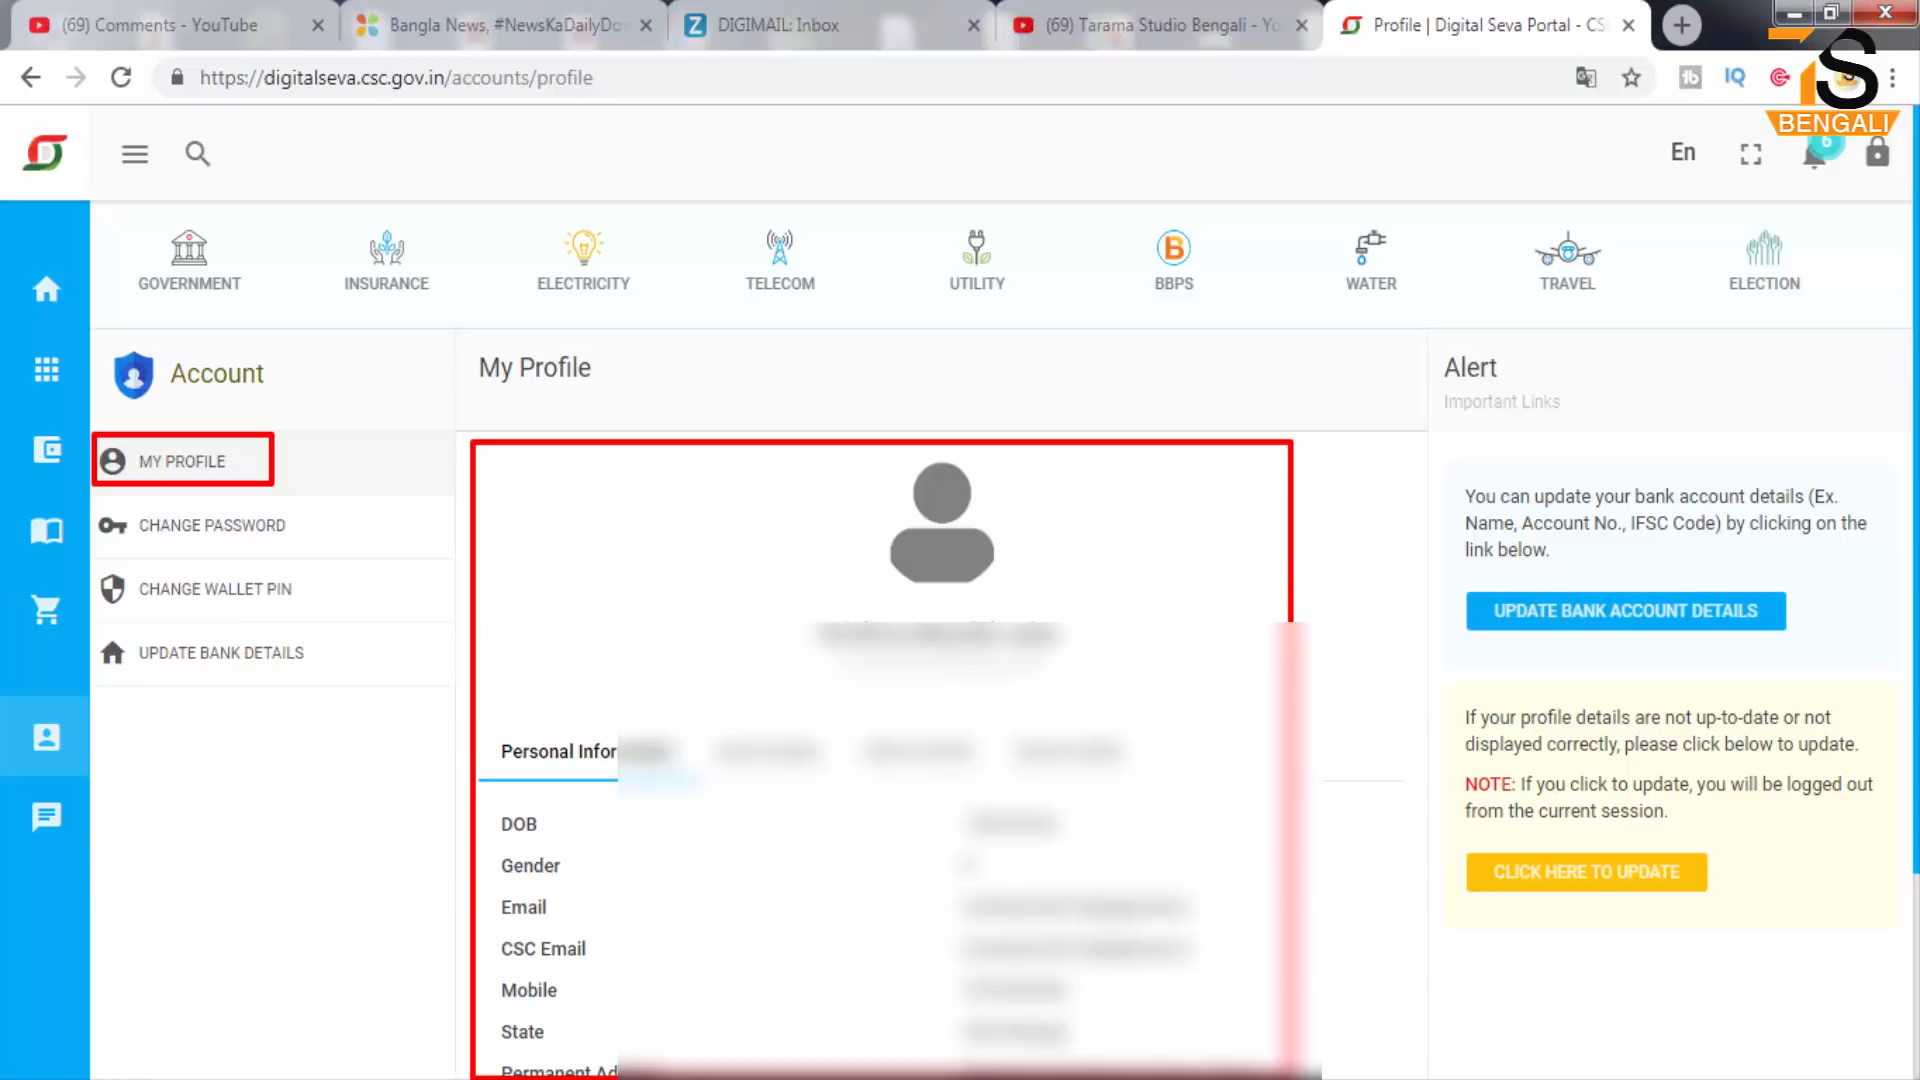 (69) Comments - YouTube
Bangla News, #NewsKaDailyDo
DIGIMAIL: Inbox
(69) Tarama Studio Bengali - Yo
Profile | Digital Seva Portal - CS
https://digitalseva.csc.gov.in/accounts/profile
IQ
S
BENGALI
En
6
GOVERNMENT
INSURANCE
ELECTRICITY
TELECOM
UTILITY
BBPS
WATER
TRAVEL
ELECTION
Account
MY PROFILE
CHANGE PASSWORD
CHANGE WALLET PIN
UPDATE BANK DETAILS
My Profile
Personal Infor
DOB
Gender
Email
CSC Email
Mobile
State
Permanent Ad
Alert
Important Links
You can update your bank account details (Ex.
Name, Account No., IFSC Code) by clicking on the
link below.
UPDATE BANK ACCOUNT DETAILS
If your profile details are not up-to-date or not
displayed correctly, please click below to update.
NOTE: If you click to update, you will be logged out
from the current session.
CLICK HERE TO UPDATE